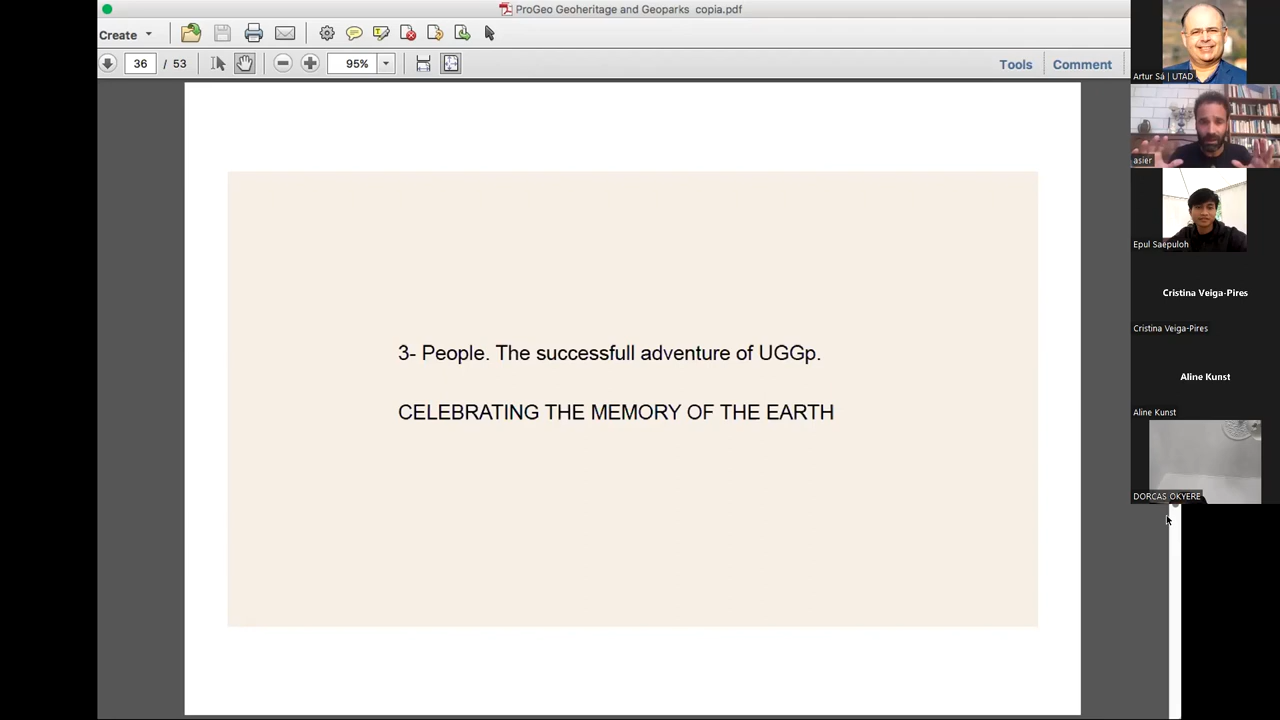 ProGeo Geoheritage and Geoparks copia.pdf
Create
36 / 53
95%
Tools
Comment
3- People. The successfull adventure of UGGp.
CELEBRATING THE MEMORY OF THE EARTH
Artur Sá | UTAD
asier
Epul Saepuloh
Cristina Veiga-Pires
Cristina Veiga-Pires
Aline Kunst
Aline Kunst
DORCAS OKYERE